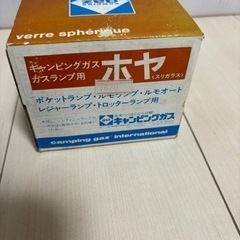 verre sphérique
キャンピングガス
ガスランプ用
ホヤ
(スリガラス)
ポケットランプ・ルモランプ・ルモオート
レジャーランプ・トロッターランプ用
キャンピングガス
camping gaz international